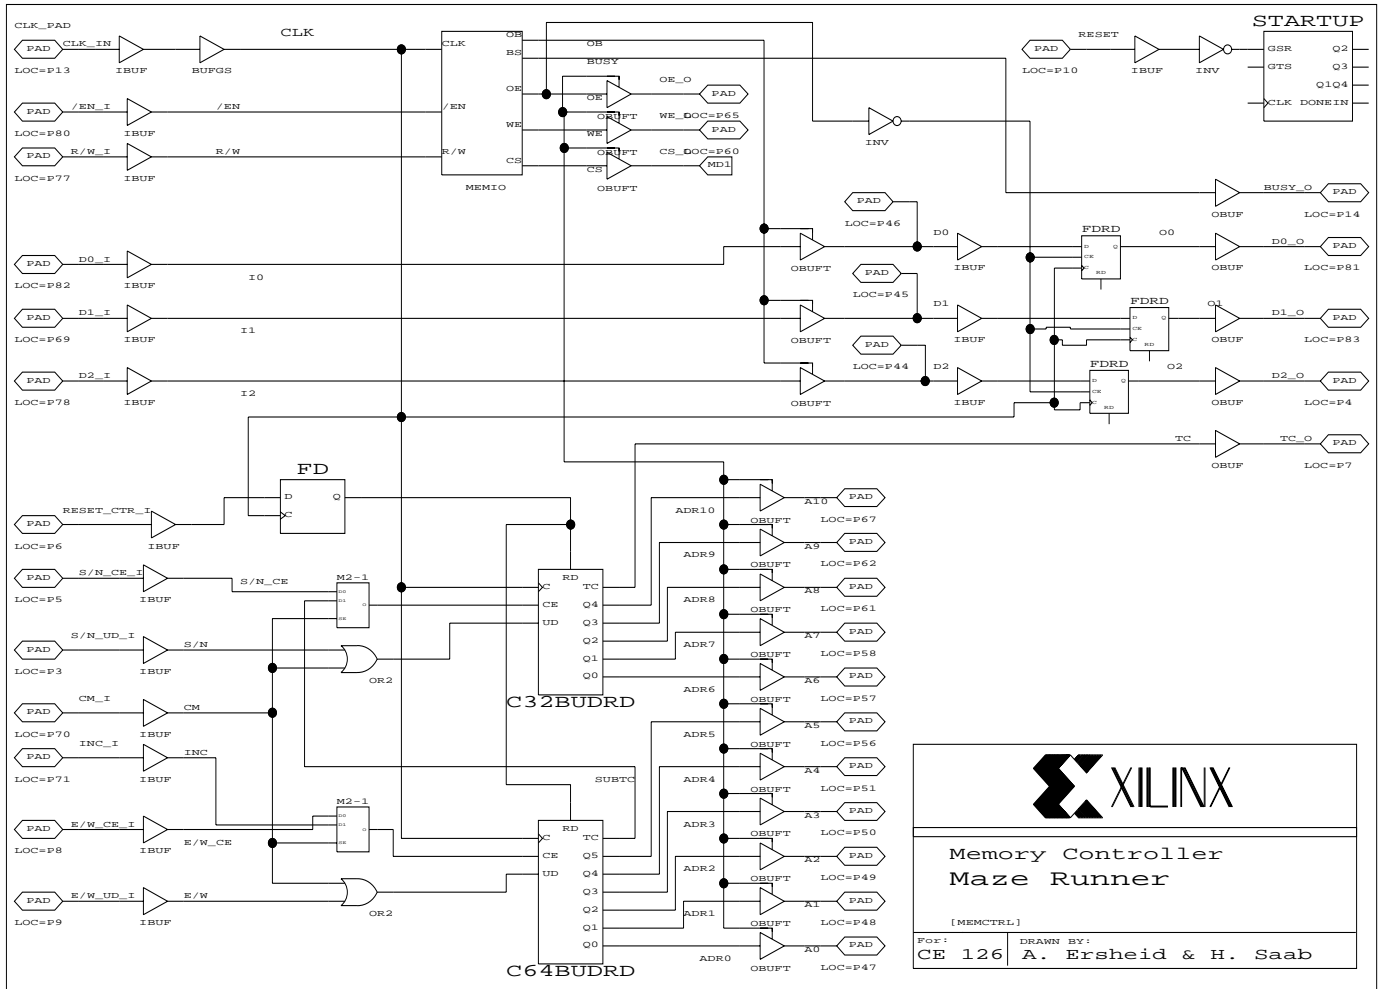 CLK_PAD
PAD CLK_IN CLK PAD RESET STARTUP
LOC=P13 IBUF BUFGS LOC=P10 IBUF INV
CLK OB OB GSR Q2
BS BUSY GTS Q3
OE OE OE_O PAD Q1Q4
OBUFT LOC=P65 CLK DONEIN
PAD /EN_I /EN /EN
LOC=P80 IBUF
WE WE WE_O PAD
OBUFT LOC=P60 INV
PAD R/W_I R/W R/W
LOC=P77 IBUF
CS CS CS_O MD1
MEMIO OBUFT
BUSY_O PAD
OBUF LOC=P14
PAD
LOC=P46
PAD D0_I I0 OBUFT D0 IBUF FDRD D CE C Q RD O0 OBUF D0_O PAD
LOC=P82 IBUF LOC=P81
PAD
LOC=P45
PAD D1_I I1 OBUFT D1 IBUF FDRD D CE C Q RD O1 OBUF D1_O PAD
LOC=P69 IBUF LOC=P83
PAD
LOC=P44
PAD D2_I I2 OBUFT D2 IBUF FDRD D CE C Q RD O2 OBUF D2_O PAD
LOC=P78 IBUF LOC=P4
TC TC_O PAD
OBUF LOC=P7
FD
D Q
C
PAD RESET_CTR_I
LOC=P6 IBUF
PAD S/N_CE_I S/N_CE M2-1
LOC=P5 IBUF D0 D1 O
PAD S/N_UD_I S/N
LOC=P3 IBUF OR2
RD
C TC
CE Q4
UD Q3
Q2
Q1
Q0
C32BUDRD
PAD CM_I CM
LOC=P70 IBUF
PAD INC_I INC
LOC=P71 IBUF SUBTC
PAD E/W_CE_I E/W_CE M2-1
LOC=P8 IBUF D0 D1 O
PAD E/W_UD_I E/W
LOC=P9 IBUF OR2
RD
C TC
CE Q5
UD Q4
Q3
Q2
Q1
Q0
C64BUDRD
ADR10 OBUFT A10 PAD LOC=P67
ADR9 OBUFT A9 PAD LOC=P62
ADR8 OBUFT A8 PAD LOC=P61
ADR7 OBUFT A7 PAD LOC=P58
ADR6 OBUFT A6 PAD LOC=P57
ADR5 OBUFT A5 PAD LOC=P56
ADR4 OBUFT A4 PAD LOC=P51
ADR3 OBUFT A3 PAD LOC=P50
ADR2 OBUFT A2 PAD LOC=P49
ADR1 OBUFT A1 PAD LOC=P48
ADR0 OBUFT A0 PAD LOC=P47
XILINX
Memory Controller
Maze Runner
[MEMCTRL]
For: DRAWN BY:
CE 126 A. Ersheid & H. Saab